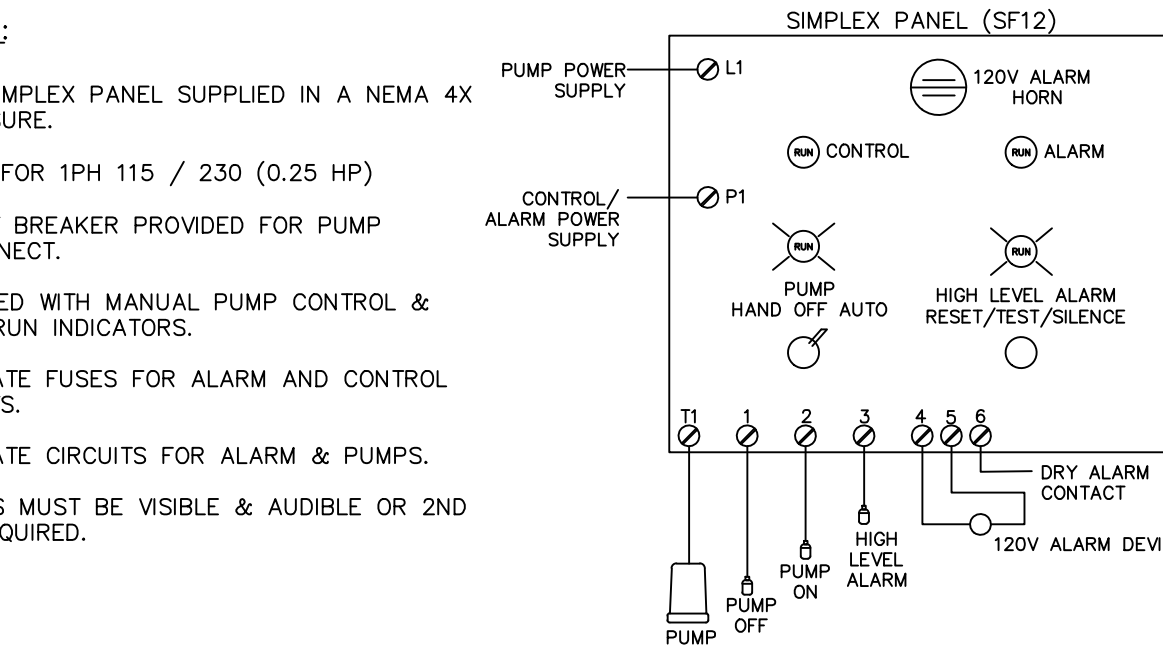 :
IMPLEX PANEL SUPPLIED IN A NEMA 4X
SURE.
FOR 1PH 115 / 230 (0.25 HP)
BREAKER PROVIDED FOR PUMP
NECT.
ED WITH MANUAL PUMP CONTROL &
RUN INDICATORS.
ATE FUSES FOR ALARM AND CONTROL
S.
ATE CIRCUITS FOR ALARM & PUMPS.
S MUST BE VISIBLE & AUDIBLE OR 2ND
QUIRED.
SIMPLEX PANEL (SF12)
PUMP POWER
SUPPLY
L1
120V ALARM
HORN
RUN CONTROL
RUN ALARM
CONTROL/
ALARM POWER
SUPPLY
P1
RUN
PUMP
HAND OFF AUTO
RUN
HIGH LEVEL ALARM
RESET/TEST/SILENCE
T1 1 2 3 4 5 6
DRY ALARM
CONTACT
120V ALARM DEVI
HIGH
LEVEL
ALARM
PUMP
ON
PUMP
OFF
PUMP